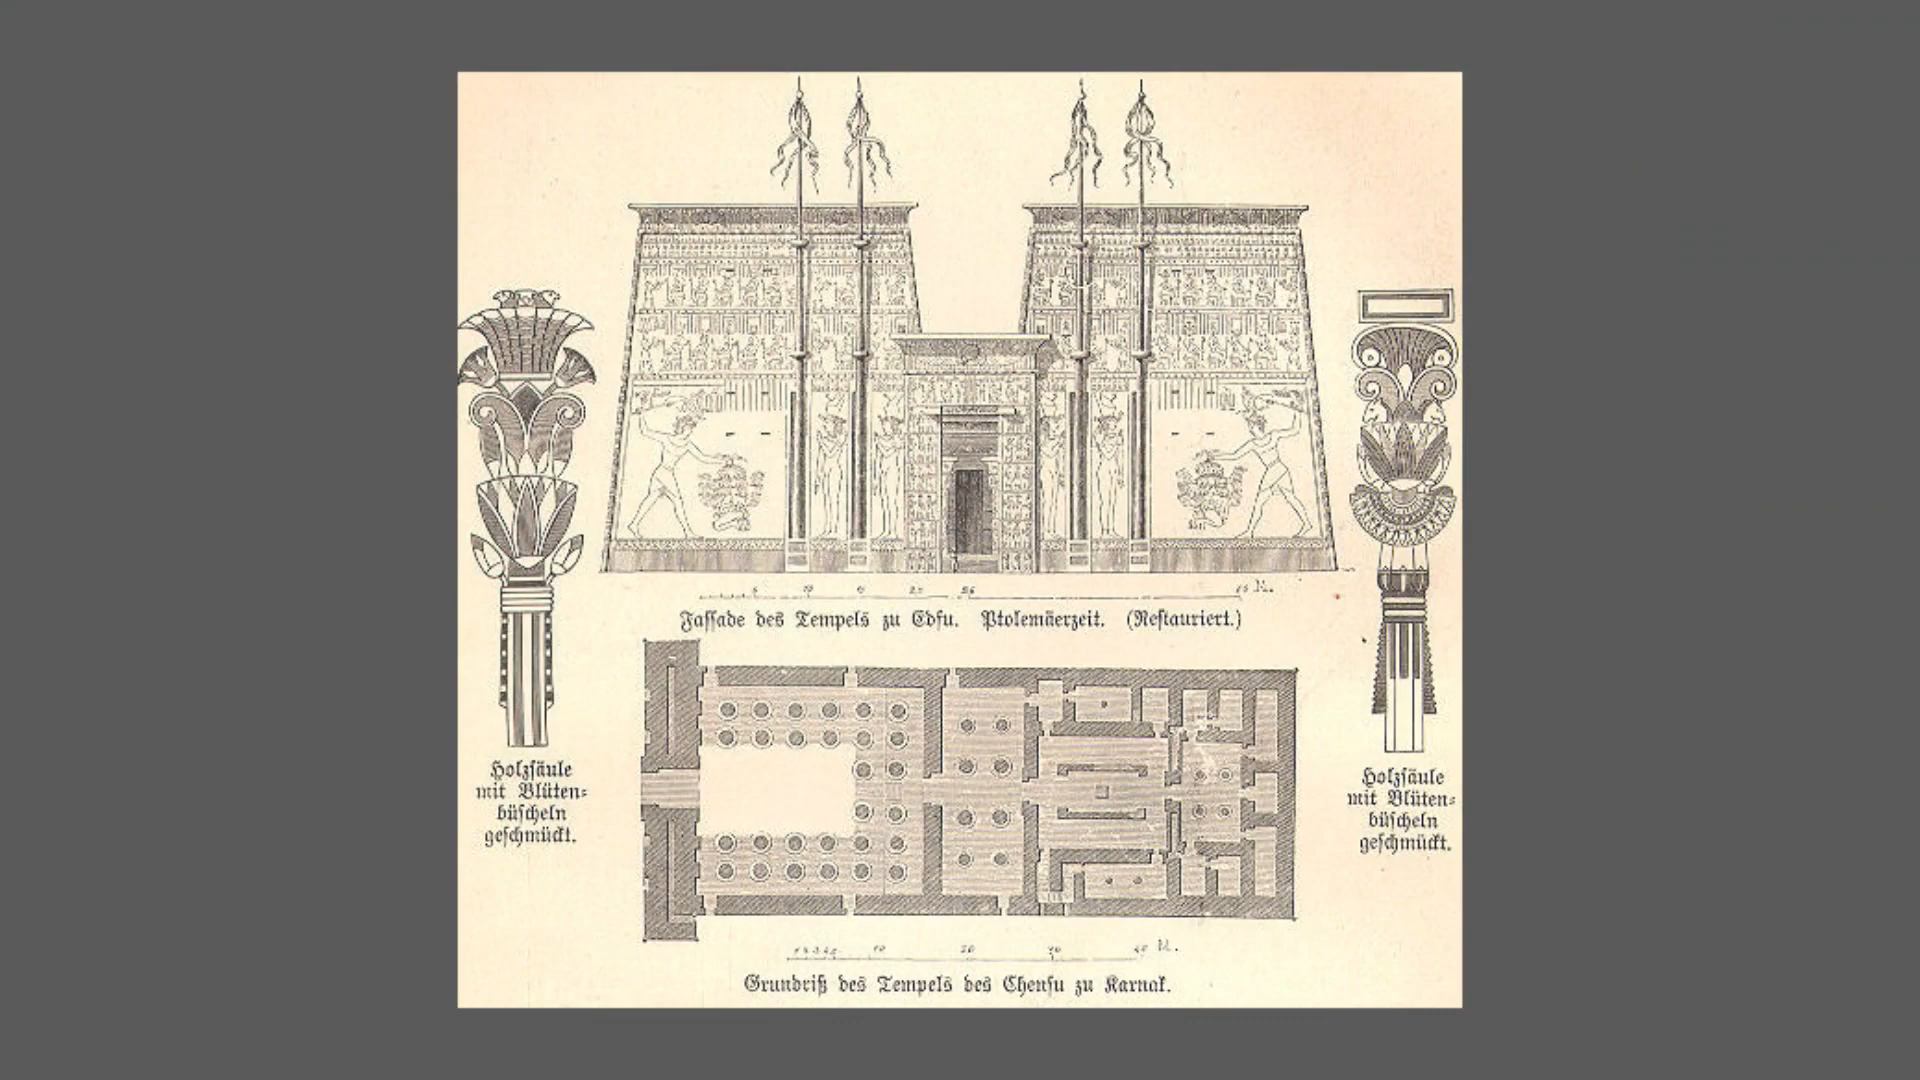 Fassade des Tempels zu Edfu. Ptolemäerzeit. (Restauriert.)
Holzsäule
mit Blüten=
büscheln
geschmückt.
Holzsäule
mit Blüten=
büscheln
geschmückt.
Grundriß des Tempels des Chensu zu Karnak.